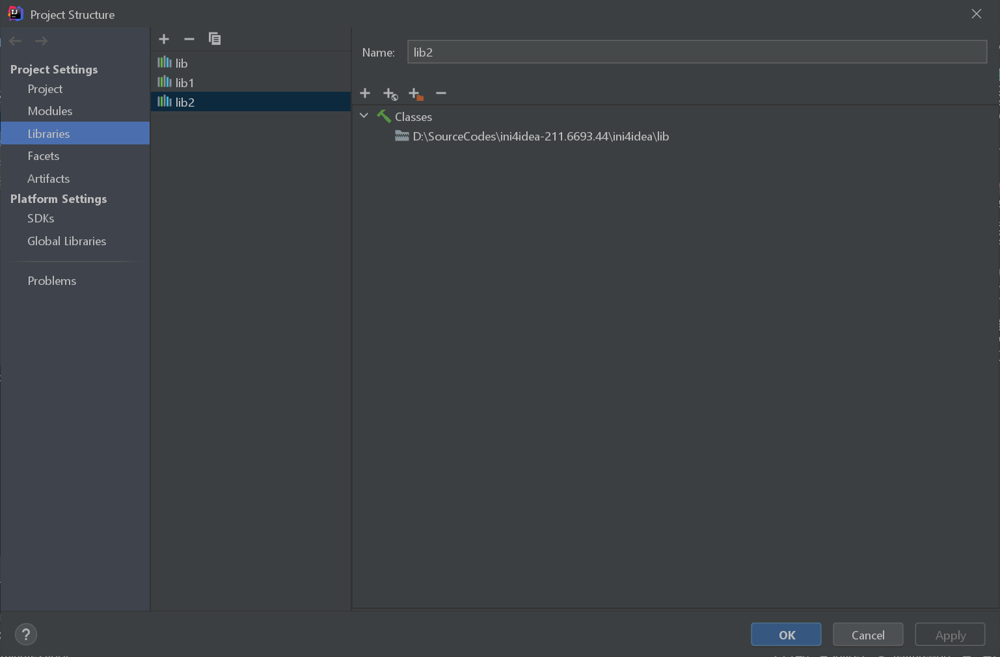 Project Structure
Project Settings
Project
Modules
Libraries
Facets
Artifacts
Platform Settings
SDKs
Global Libraries
Problems
lib
lib1
lib2
Name: lib2
Classes
D:\SourceCodes\ini4idea-211.6693.44\ini4idea\lib
?
OK
Cancel
Apply